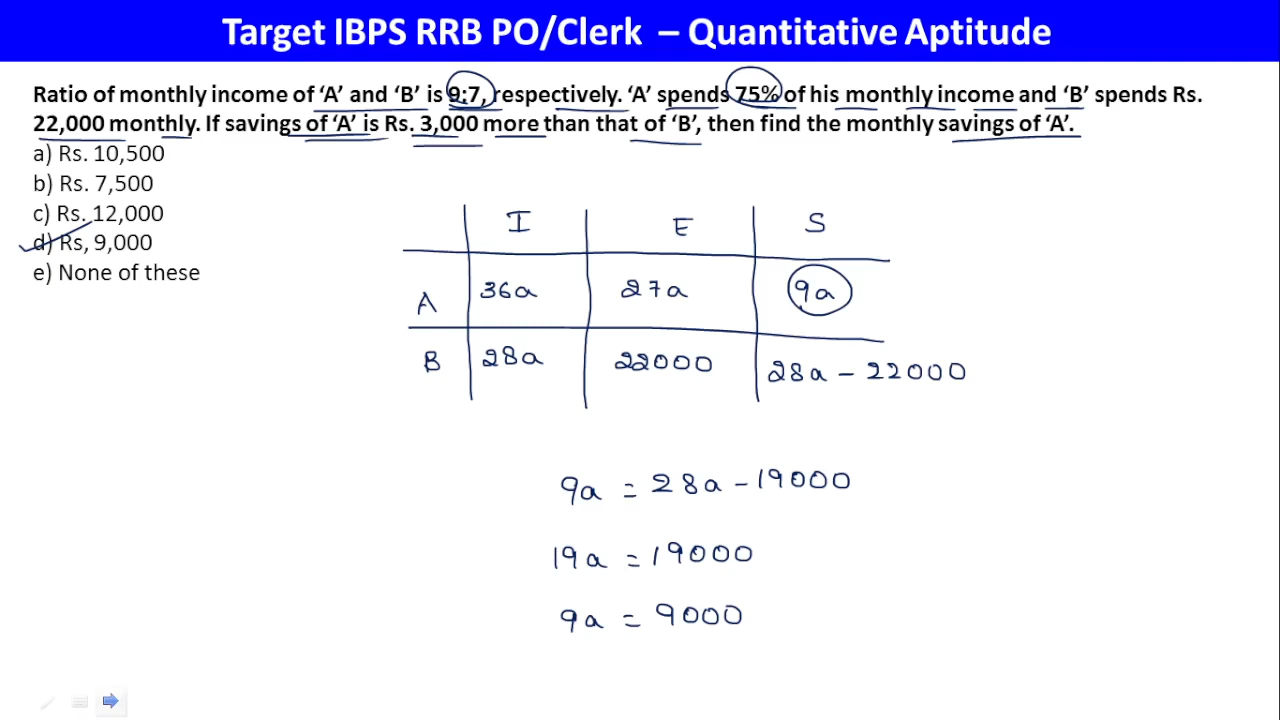 Target IBPS RRB PO/Clerk – Quantitative Aptitude
Ratio of monthly income of ‘A’ and ‘B’ is 9:7, respectively. ‘A’ spends 75% of his monthly income and ‘B’ spends Rs.
22,000 monthly. If savings of ‘A’ is Rs. 3,000 more than that of ‘B’, then find the monthly savings of ‘A’.
a) Rs. 10,500
b) Rs. 7,500
c) Rs. 12,000
d) Rs, 9,000
e) None of these
I E S
A 36a 27a 9a
B 28a 22000 28a - 22000
9a = 28a - 19000
19a = 19000
9a = 9000